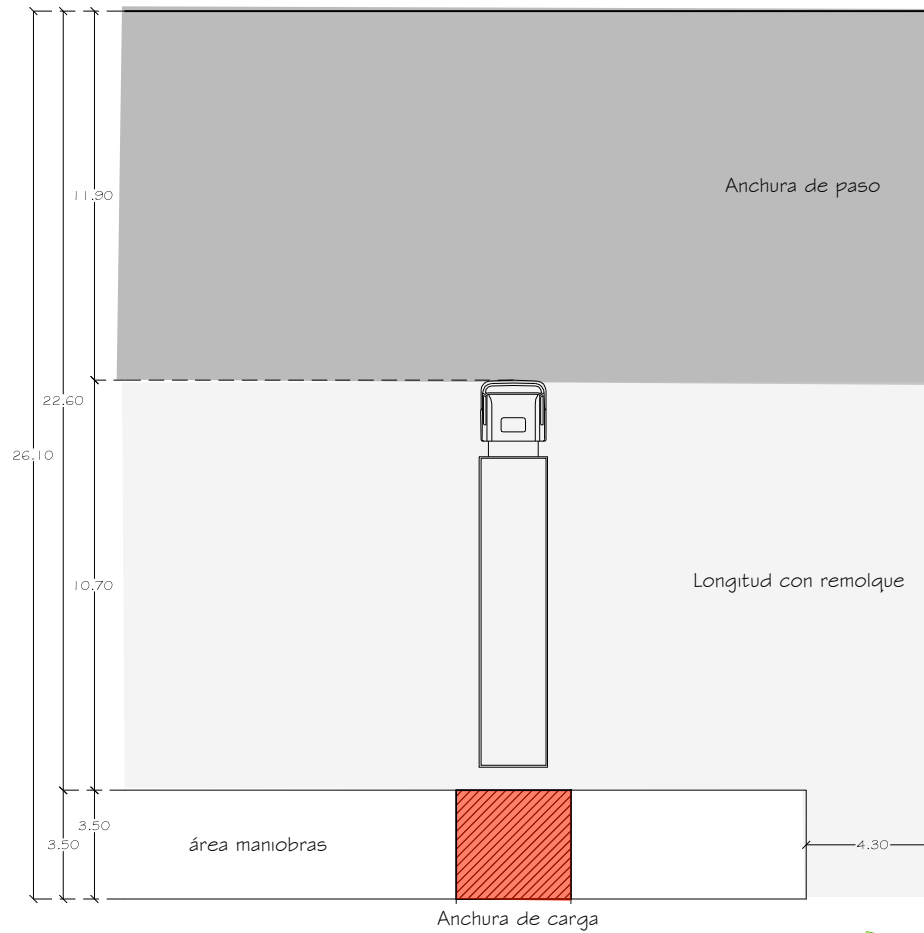 11.90
Anchura de paso
22.60
26.10
10.70
Longitud con remolque
3.50
3.50
área maniobras
4.30
Anchura de carga